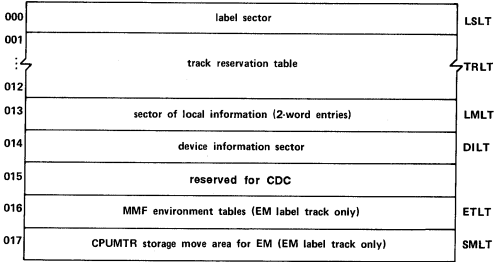 000 label sector LSLT
001
⋮ track reservation table TRLT
012
013 sector of local information (2-word entries) LMLT
014 device information sector DILT
015 reserved for CDC
016 MMF environment tables (EM label track only) ETLT
017 CPUMTR storage move area for EM (EM label track only) SMLT